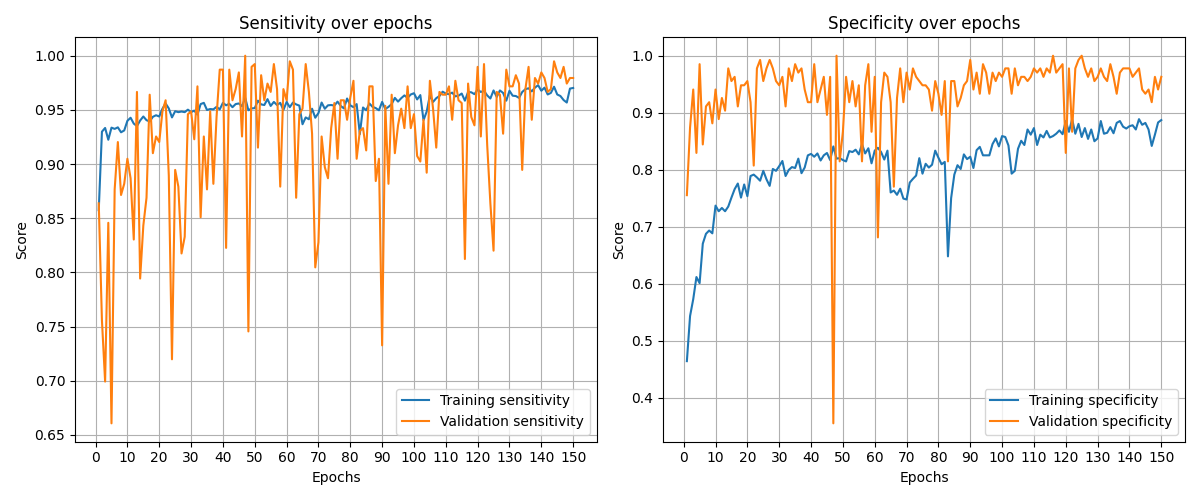 Sensitivity over epochs
Score
1.00
0.95
0.90
0.85
0.80
0.75
0.70
0.65
0 10 20 30 40 50 60 70 80 90 100 110 120 130 140 150
Epochs
Training sensitivity
Validation sensitivity
Specificity over epochs
Score
1.0
0.9
0.8
0.7
0.6
0.5
0.4
0 10 20 30 40 50 60 70 80 90 100 110 120 130 140 150
Epochs
Training specificity
Validation specificity